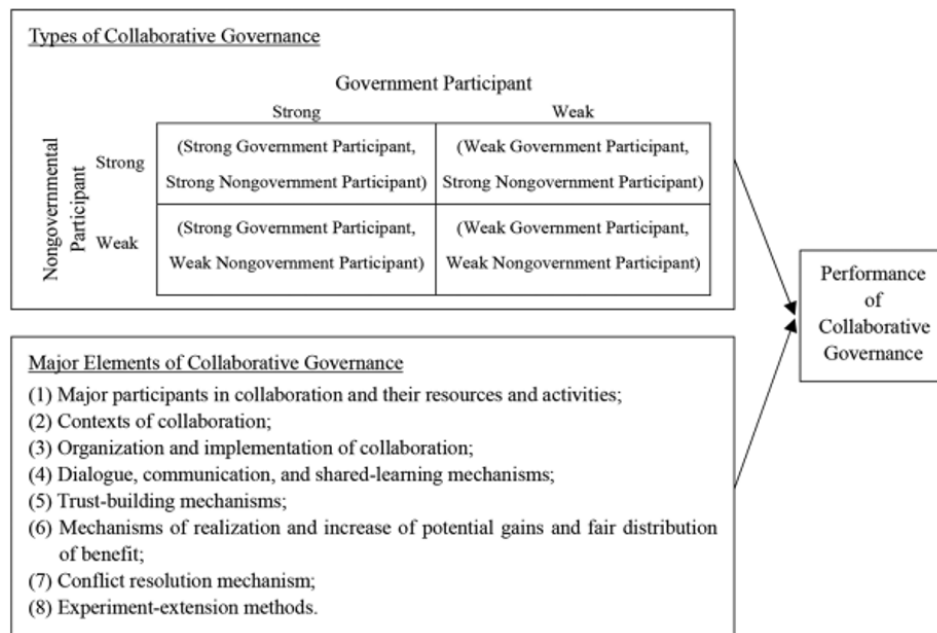 Types of Collaborative Governance
Government Participant
Strong
Weak
Nongovernmental
Participant
Strong
(Strong Government Participant,
Strong Nongovernment Participant)
(Weak Government Participant,
Strong Nongovernment Participant)
Weak
(Strong Government Participant,
Weak Nongovernment Participant)
(Weak Government Participant,
Weak Nongovernment Participant)
Performance
of
Collaborative
Governance
Major Elements of Collaborative Governance
(1) Major participants in collaboration and their resources and activities;
(2) Contexts of collaboration;
(3) Organization and implementation of collaboration;
(4) Dialogue, communication, and shared-learning mechanisms;
(5) Trust-building mechanisms;
(6) Mechanisms of realization and increase of potential gains and fair distribution
of benefit;
(7) Conflict resolution mechanism;
(8) Experiment-extension methods.